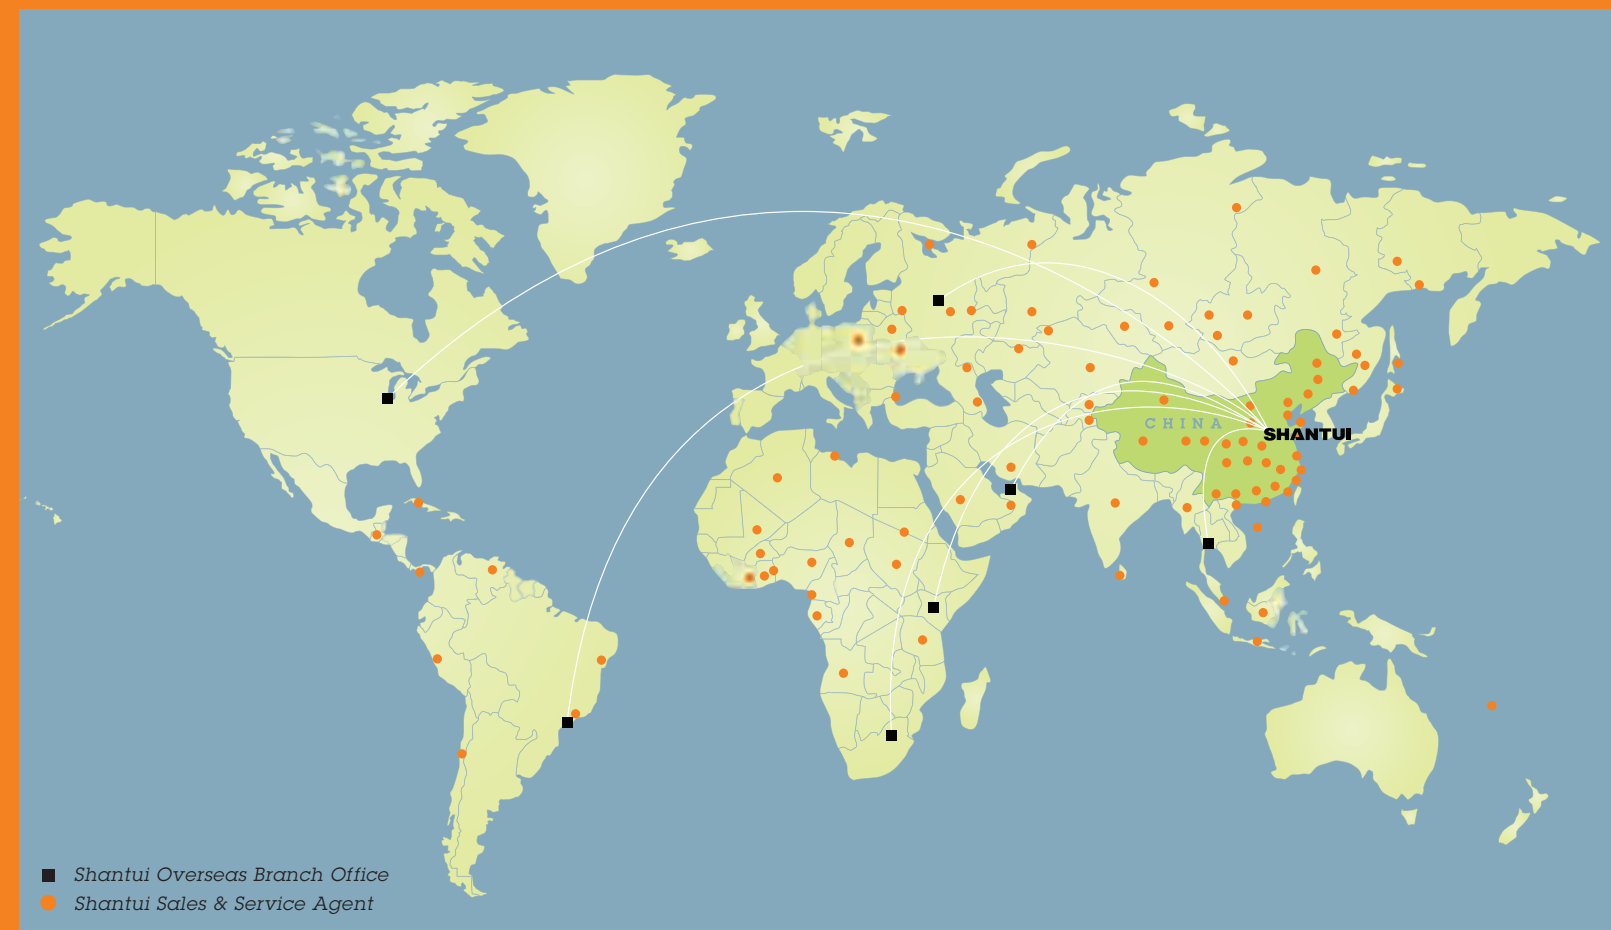 CHINA
SHANTUI
Shantui Overseas Branch Office
Shantui Sales & Service Agent